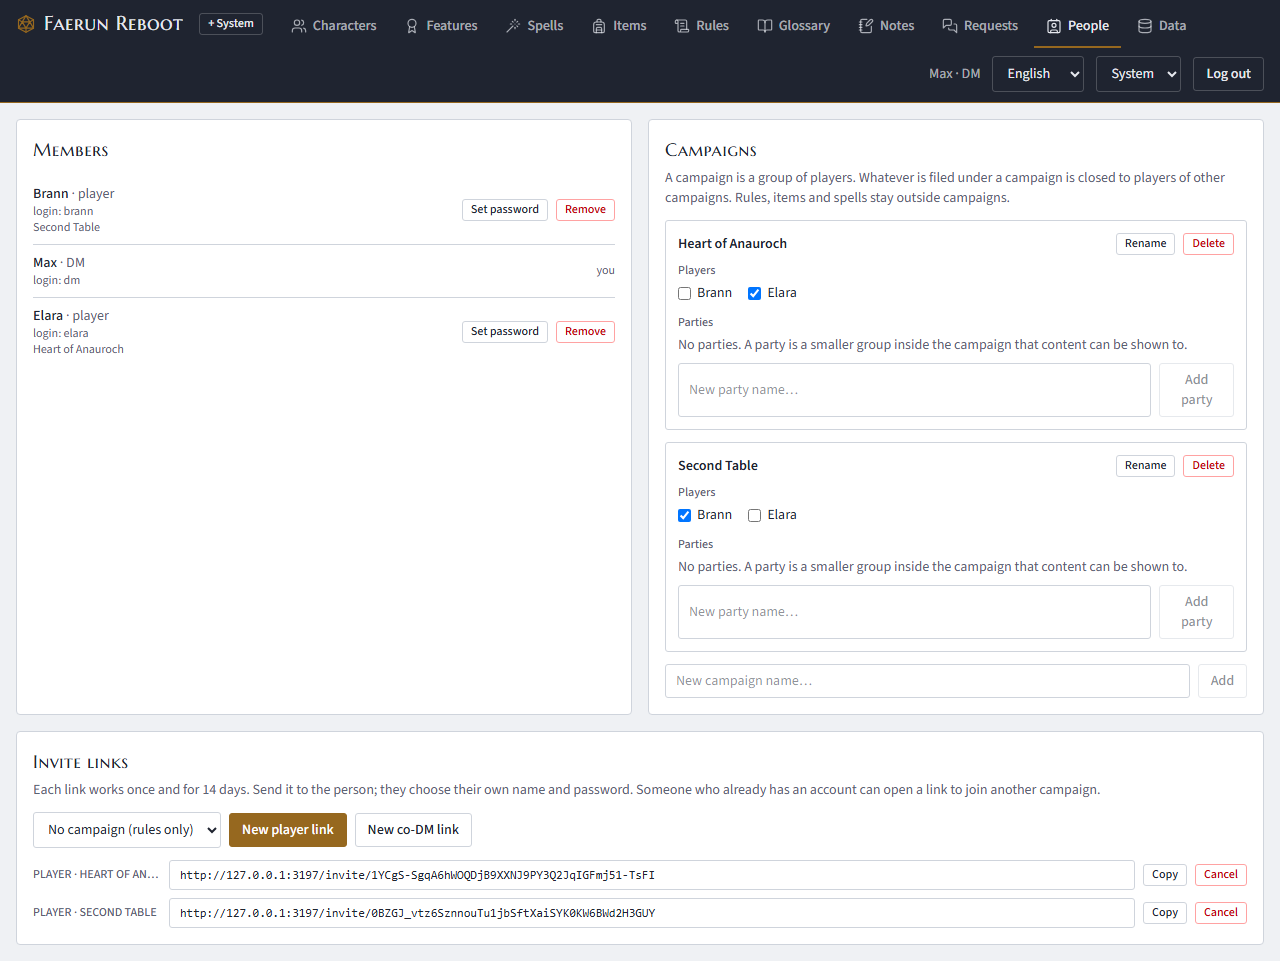 Faerun Reboot
+ System
Characters
Features
Spells
Items
Rules
Glossary
Notes
Requests
People
Data
Max · DM
English
System
Log out
Members
Brann · player
login: brann
Second Table
Set password
Remove
Max · DM
login: dm
you
Elara · player
login: elara
Heart of Anauroch
Set password
Remove
Campaigns
A campaign is a group of players. Whatever is filed under a campaign is closed to players of other
campaigns. Rules, items and spells stay outside campaigns.
Heart of Anauroch
Rename
Delete
Players
Brann
Elara
Parties
No parties. A party is a smaller group inside the campaign that content can be shown to.
New party name…
Add
party
Second Table
Rename
Delete
Players
Brann
Elara
Parties
No parties. A party is a smaller group inside the campaign that content can be shown to.
New party name…
Add
party
New campaign name…
Add
Invite links
Each link works once and for 14 days. Send it to the person; they choose their own name and password. Someone who already has an account can open a link to join another campaign.
No campaign (rules only)
New player link
New co-DM link
PLAYER · HEART OF AN…
http://127.0.0.1:3197/invite/1YCgS-SgqA6hWOQDjB9XXNJ9PY3Q2JqIGFmj51-TsFI
Copy
Cancel
PLAYER · SECOND TABLE
http://127.0.0.1:3197/invite/0BZGJ_vtz6SznnouTu1jbSftXaiSYK0KW6BWd2H3GUY
Copy
Cancel